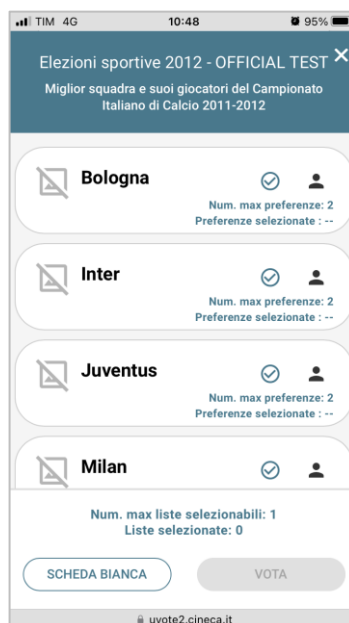 TIM 4G 10:48 95%
Elezioni sportive 2012 - OFFICIAL TEST
Miglior squadra e suoi giocatori del Campionato
Italiano di Calcio 2011-2012
Bologna
Num. max preferenze: 2
Preferenze selezionate : --
Inter
Num. max preferenze: 2
Preferenze selezionate : --
Juventus
Num. max preferenze: 2
Preferenze selezionate : --
Milan
Num. max liste selezionabili: 1
Liste selezionate: 0
SCHEDA BIANCA VOTA
uvote2.cineca.it